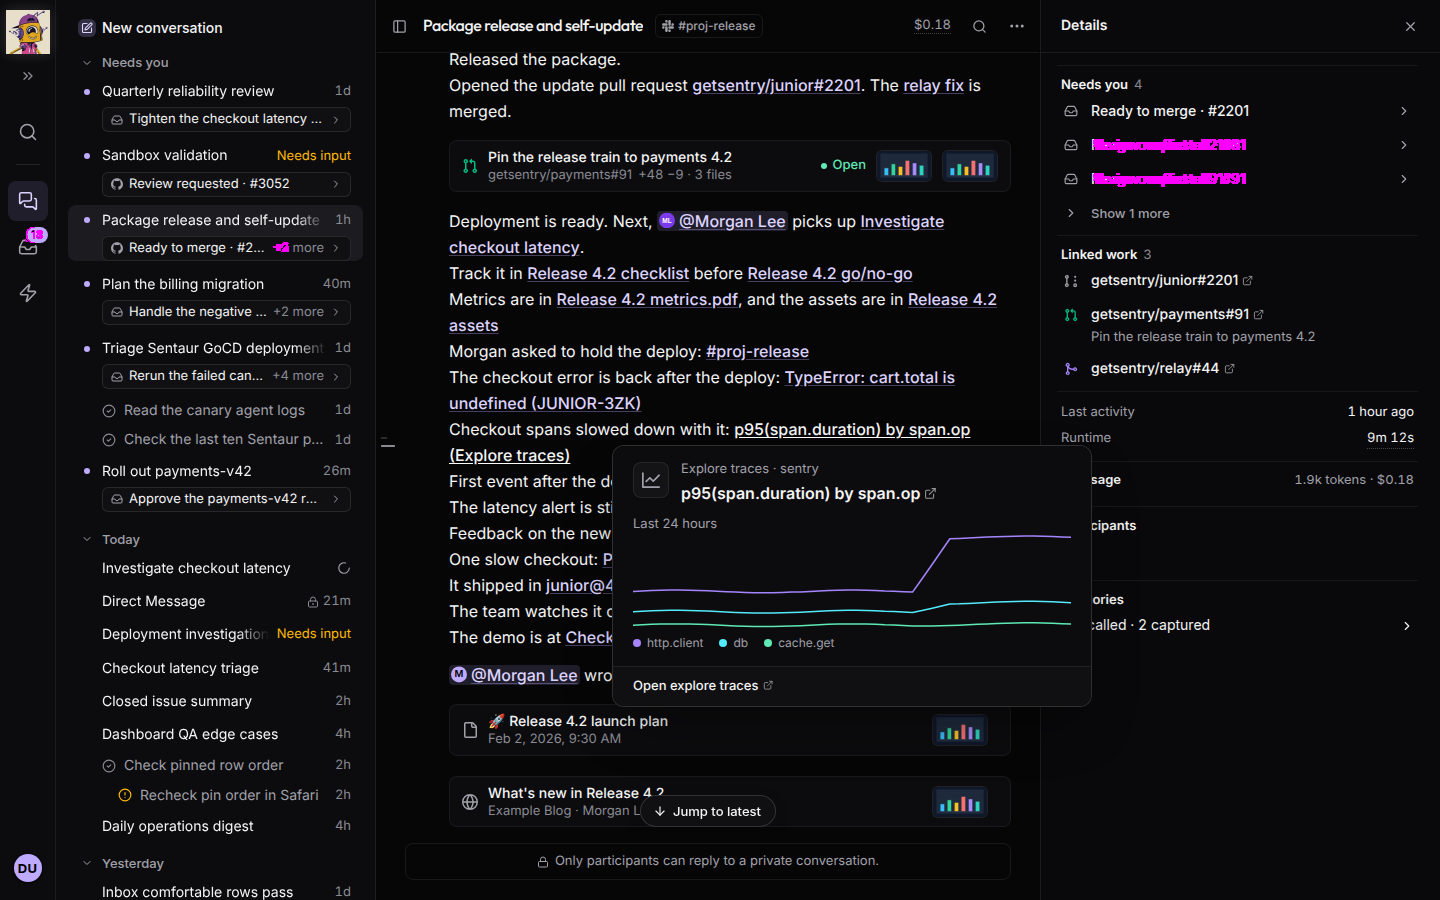 New conversation
Needs you
Quarterly reliability review 1d
Tighten the checkout latency ...
Sandbox validation Needs input
Review requested · #3052
Package release and self-update 1h
Ready to merge · #2... more
Plan the billing migration 40m
Handle the negative ... +2 more
Triage Sentaur GoCD deployment 1d
Rerun the failed can... +4 more
Read the canary agent logs 1d
Check the last ten Sentaur p... 1d
Roll out payments-v42 26m
Approve the payments-v42 r...
Today
Investigate checkout latency
Direct Message 21m
Deployment investigation Needs input
Checkout latency triage 41m
Closed issue summary 2h
Dashboard QA edge cases 4h
Check pinned row order 2h
Recheck pin order in Safari 2h
Daily operations digest 4h
Yesterday
Inbox comfortable rows pass 1d
DU
Package release and self-update #proj-release $0.18
Released the package.
Opened the update pull request getsentry/junior#2201. The relay fix is
merged.
Pin the release train to payments 4.2
getsentry/payments#91 +48 −9 · 3 files
Open
Deployment is ready. Next, ML @Morgan Lee picks up Investigate
checkout latency.
Track it in Release 4.2 checklist before Release 4.2 go/no-go
Metrics are in Release 4.2 metrics.pdf, and the assets are in Release 4.2
assets
Morgan asked to hold the deploy: #proj-release
The checkout error is back after the deploy: TypeError: cart.total is
undefined (JUNIOR-3ZK)
Checkout spans slowed down with it: p95(span.duration) by span.op
(Explore traces)
First event after the d
The latency alert is sti
Feedback on the new
One slow checkout: P
It shipped in junior@4
The team watches it o
The demo is at Check
M @Morgan Lee wro
Explore traces · sentry
p95(span.duration) by span.op
Last 24 hours
http.client db cache.get
Open explore traces
🚀 Release 4.2 launch plan
Feb 2, 2026, 9:30 AM
What's new in Release 4.2
Example Blog · Morgan L
Jump to latest
Only participants can reply to a private conversation.
Details
Needs you 4
Ready to merge · #2201
Show 1 more
Linked work 3
getsentry/junior#2201
getsentry/payments#91
Pin the release train to payments 4.2
getsentry/relay#44
Last activity 1 hour ago
Runtime 9m 12s
sage 1.9k tokens · $0.18
cipants
ories
called · 2 captured